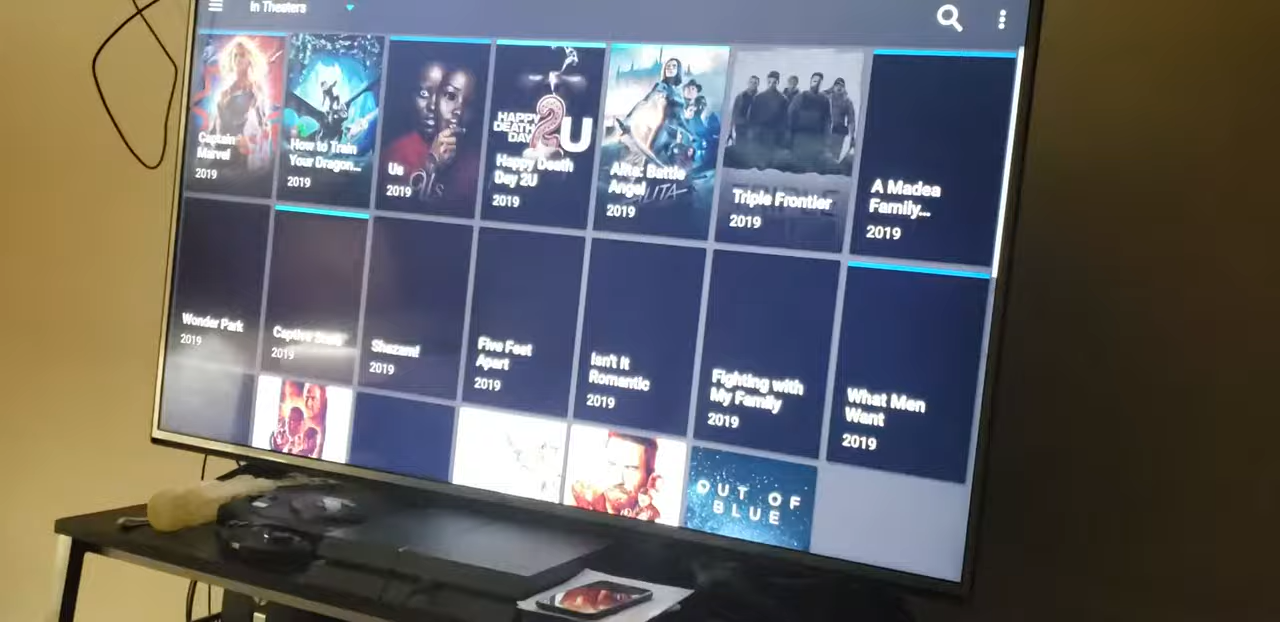 In Theaters
Captain
Marvel
2019
How to Train
Your Dragon...
2019
Us
2019
HAPPY
DEATH
DAY 2U
Happy Death
Day 2U
2019
Alita: Battle
Angel
ALITA
2019
Triple Frontier
2019
A Madea
Family...
2019
Wonder Park
2019
Captive State
2019
Shazam!
2019
Five Feet
Apart
2019
Isn't It
Romantic
2019
Fighting with
My Family
2019
What Men
Want
2019
OUT OF
BLUE